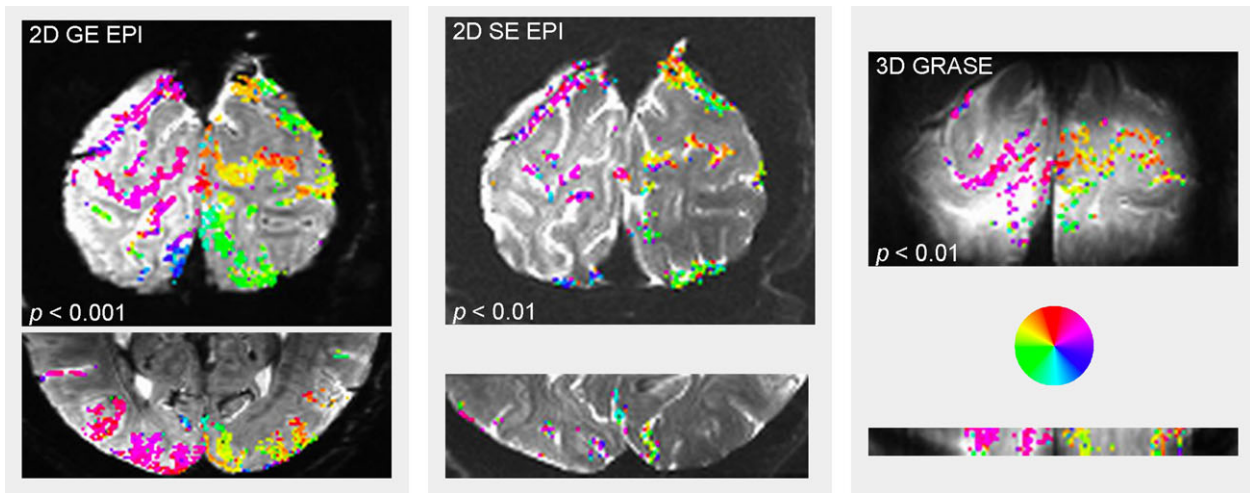 2D GE EPI
p < 0.001
2D SE EPI
p < 0.01
3D GRASE
p < 0.01